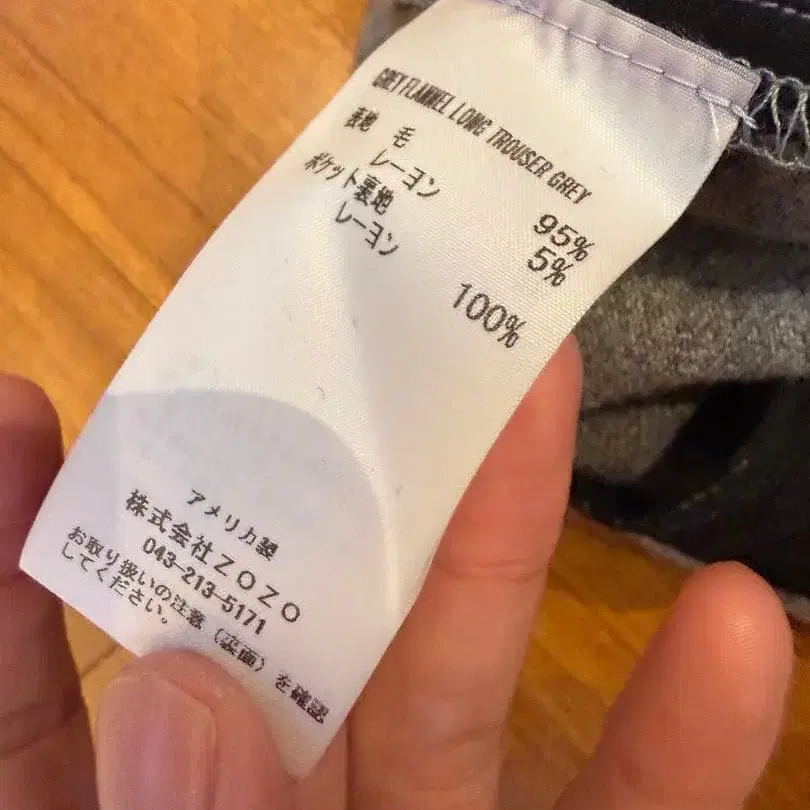 GREY FLANNEL LONG TROUSER GREY
表地 毛 95%
レーヨン 5%
ポケット裏地
レーヨン 100%
アメリカ製
株式会社ZOZO
043-213-5171
お取り扱いの注意（裏面）を確認
してください。